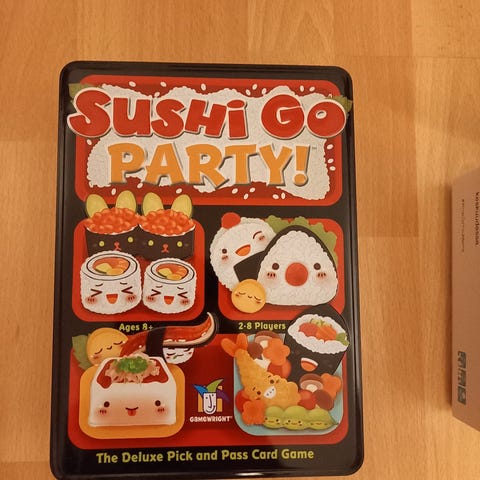 SUSHi GO
PARTY!
Ages 8+
2-8 Players
GAMEWRIGHT
The Deluxe Pick and Pass Card Game